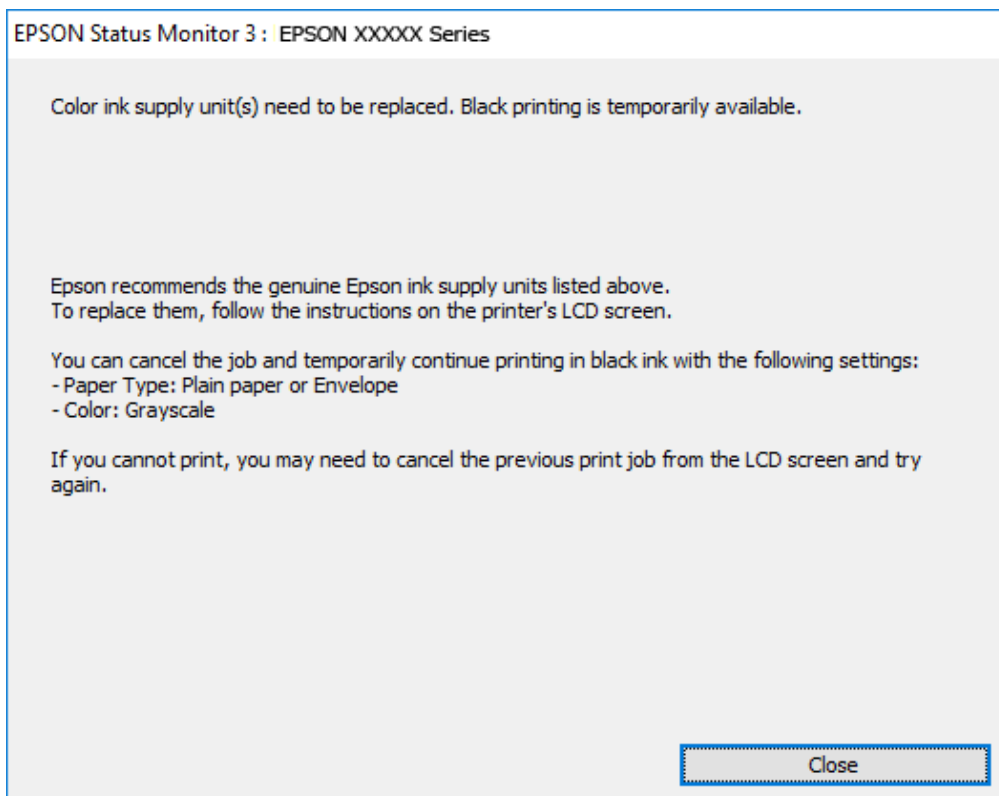 EPSON Status Monitor 3 : EPSON XXXXX Series
Color ink supply unit(s) need to be replaced. Black printing is temporarily available.
Epson recommends the genuine Epson ink supply units listed above.
To replace them, follow the instructions on the printer's LCD screen.
You can cancel the job and temporarily continue printing in black ink with the following settings:
- Paper Type: Plain paper or Envelope
- Color: Grayscale
If you cannot print, you may need to cancel the previous print job from the LCD screen and try
again.
Close